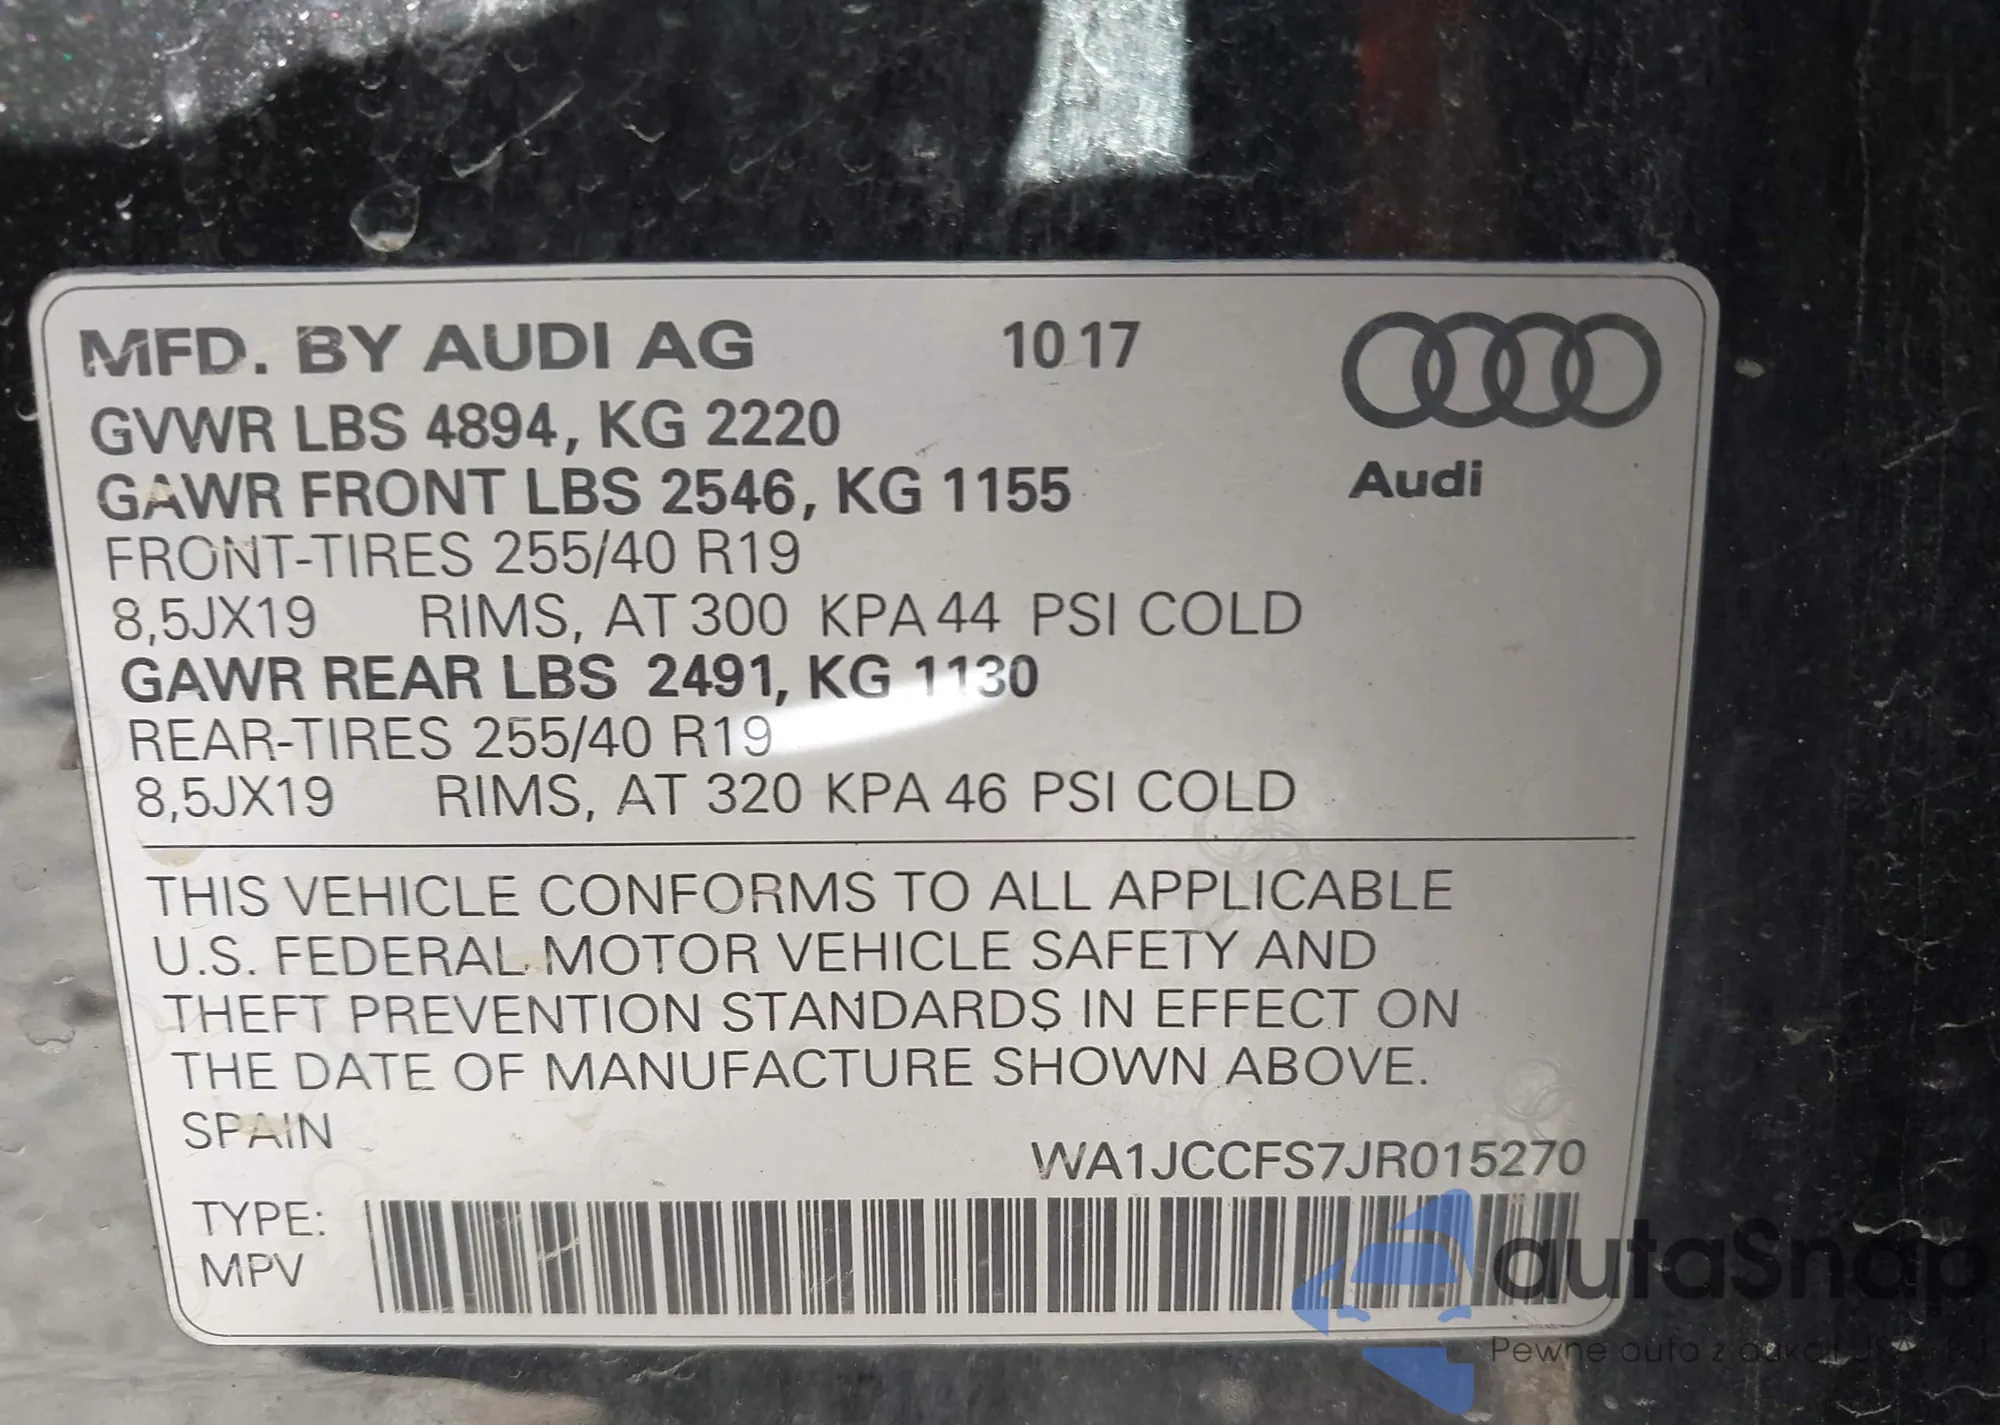 MFD. BY AUDI AG 10 17
GVWR LBS 4894, KG 2220
GAWR FRONT LBS 2546, KG 1155
Audi
FRONT-TIRES 255/40 R19
8,5JX19 RIMS, AT 300 KPA 44 PSI COLD
GAWR REAR LBS 2491, KG 1130
REAR-TIRES 255/40 R19
8,5JX19 RIMS, AT 320 KPA 46 PSI COLD
THIS VEHICLE CONFORMS TO ALL APPLICABLE
U.S. FEDERAL MOTOR VEHICLE SAFETY AND
THEFT PREVENTION STANDARDS IN EFFECT ON
THE DATE OF MANUFACTURE SHOWN ABOVE.
SPAIN
WA1JCCFS7JR015270
TYPE:
MPV
autaSnap
Pewne auta z aukcji USA